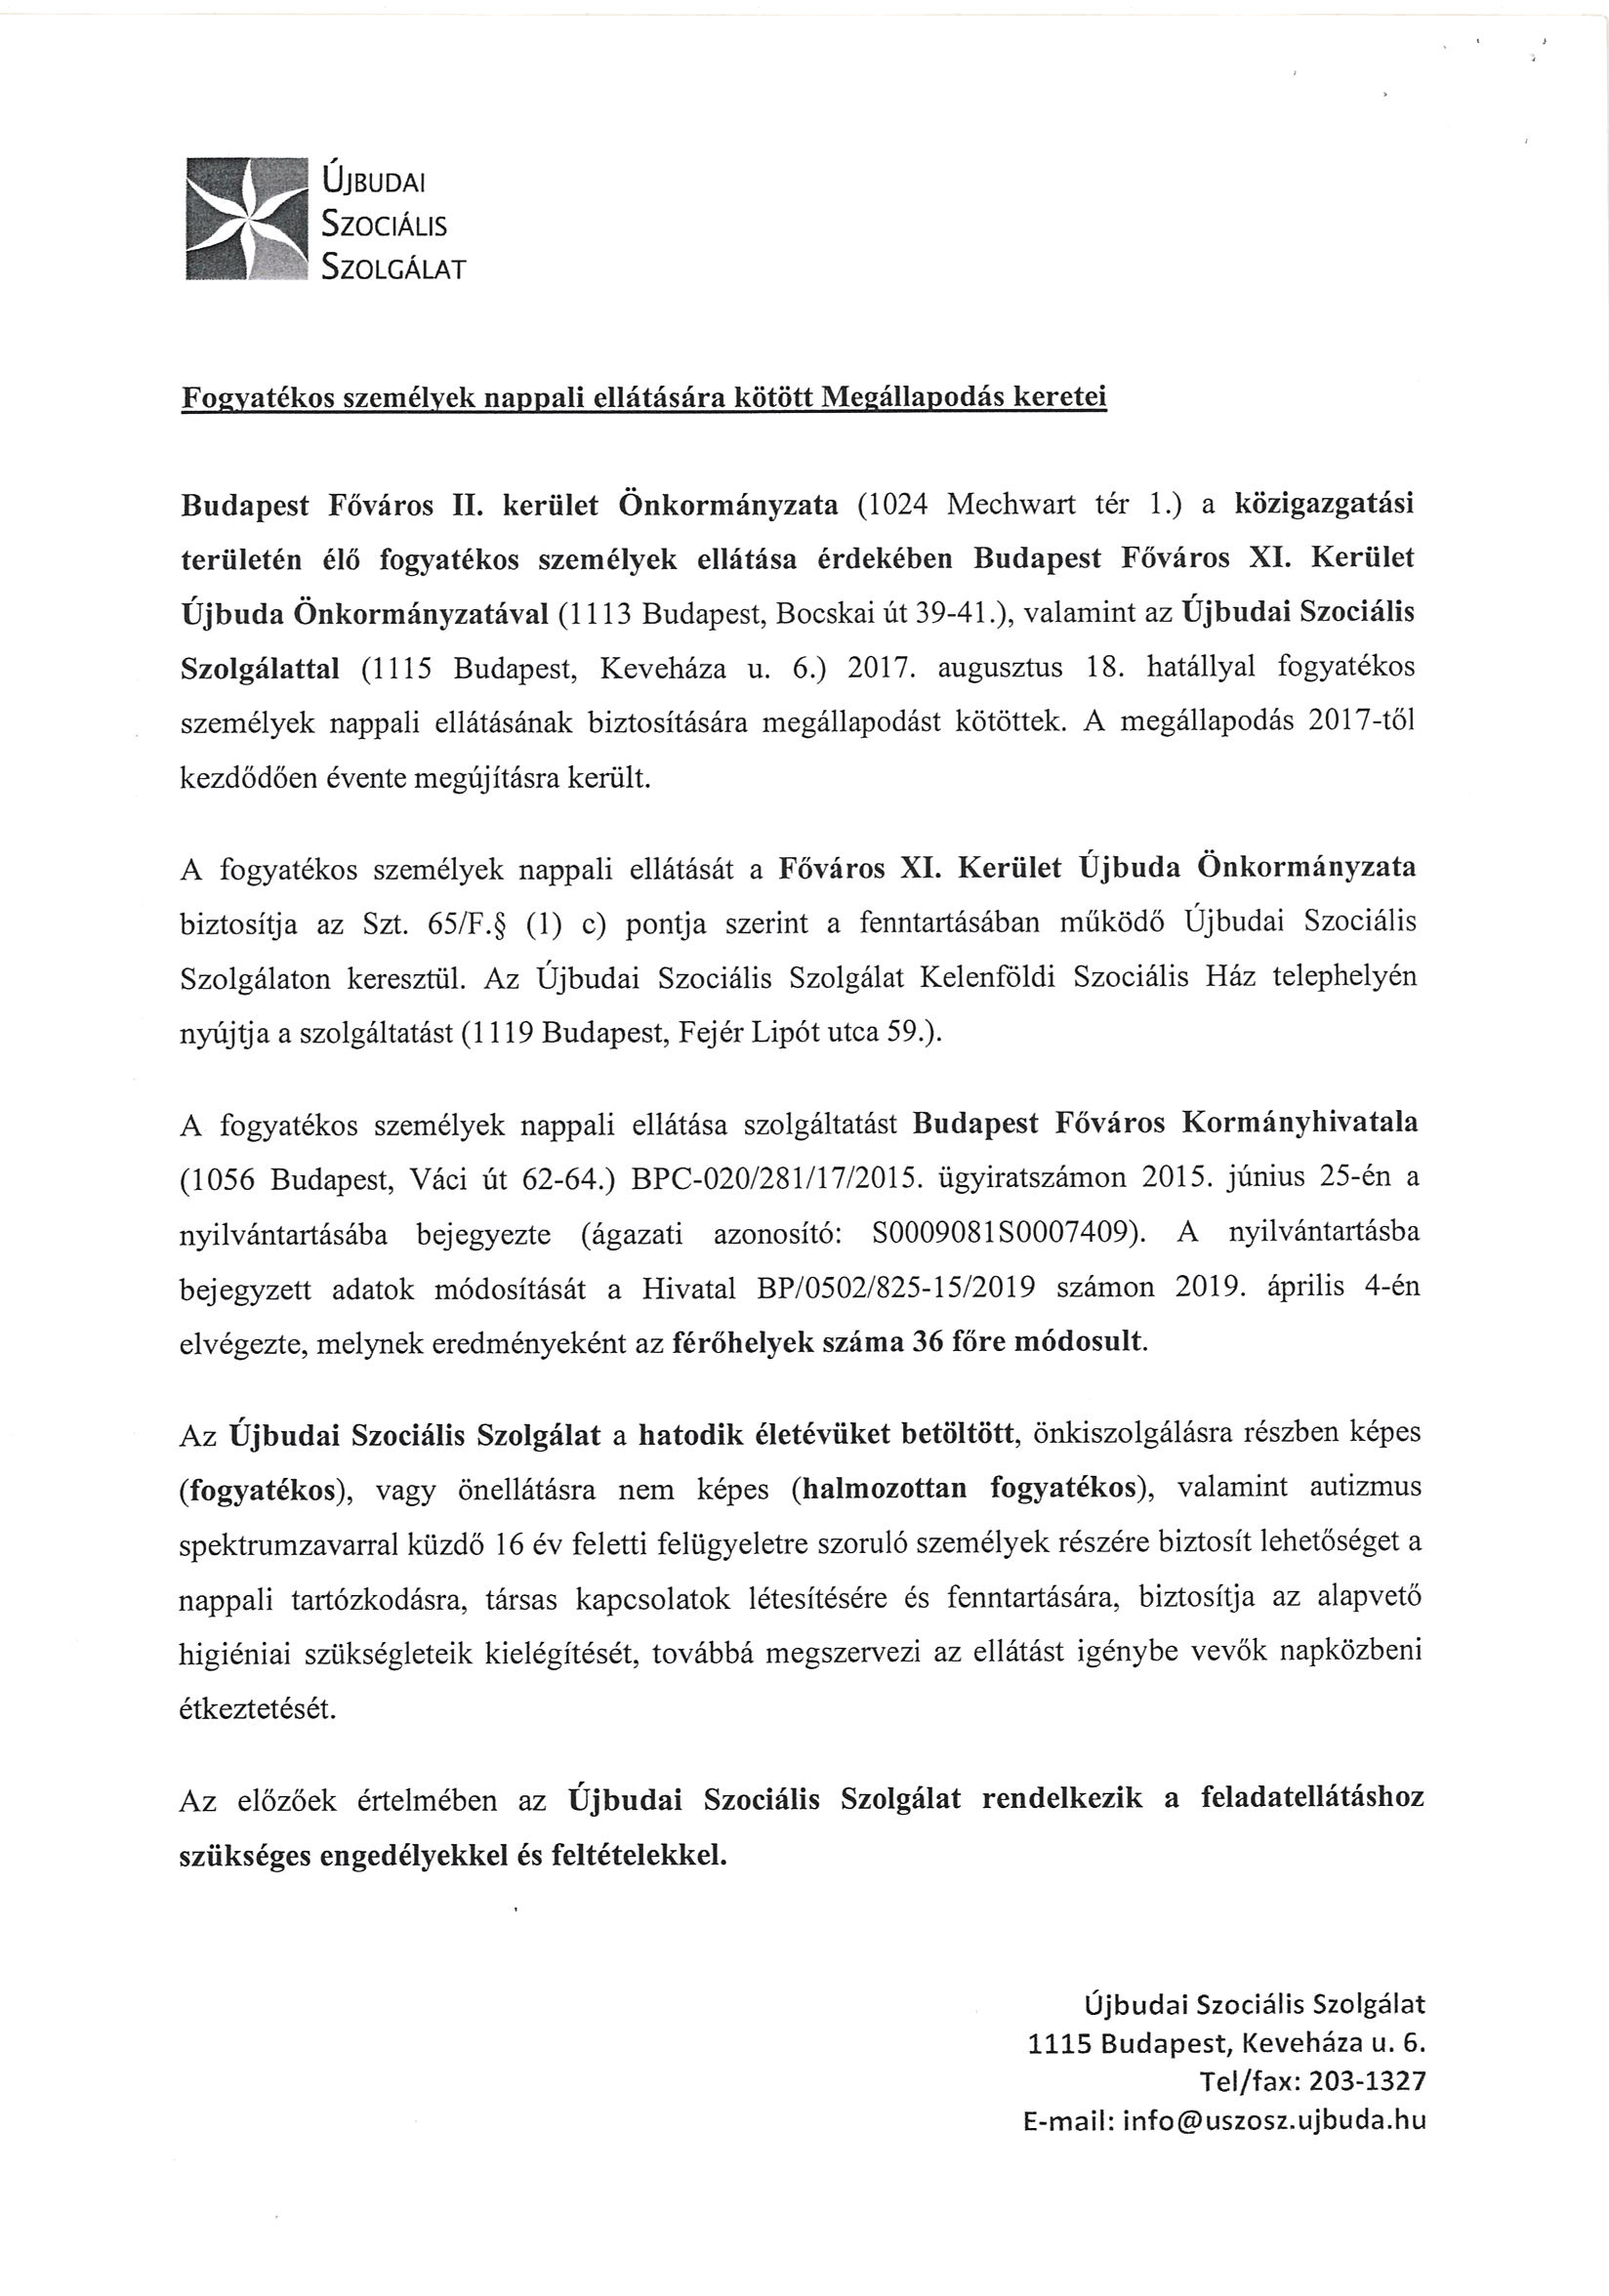 ÚJBUDAI
SZOCIÁLIS
SZOLGÁLAT
Fogyatékos személyek nappali ellátására kötött Megállapodás keretei
Budapest Főváros II. kerület Önkormányzata (1024 Mechwart tér 1.) a közigazgatási
területén élő fogyatékos személyek ellátása érdekében Budapest Főváros XI. Kerület
Újbuda Önkormányzatával (1113 Budapest, Bocskai út 39-41.), valamint az Újbudai Szociális
Szolgálattal (1115 Budapest, Keveháza u. 6.) 2017. augusztus 18. hatállyal fogyatékos
személyek nappali ellátásának biztosítására megállapodást kötöttek. A megállapodás 2017-től
kezdődően évente megújításra került.
A fogyatékos személyek nappali ellátását a Főváros XI. Kerület Újbuda Önkormányzata
biztosítja az Szt. 65/F.§ (1) c) pontja szerint a fenntartásában működő Újbudai Szociális
Szolgálaton keresztül. Az Újbudai Szociális Szolgálat Kelenföldi Szociális Ház telephelyén
nyújtja a szolgáltatást (1119 Budapest, Fejér Lipót utca 59.).
A fogyatékos személyek nappali ellátása szolgáltatást Budapest Főváros Kormányhivatala
(1056 Budapest, Váci út 62-64.) BPC-020/281/17/2015. ügyiratszámon 2015. június 25-én a
nyilvántartásába bejegyezte (ágazati azonosító: S0009081S0007409). A nyilvántartásba
bejegyzett adatok módosítását a Hivatal BP/0502/825-15/2019 számon 2019. április 4-én
elvégezte, melynek eredményeként az férőhelyek száma 36 főre módosult.
Az Újbudai Szociális Szolgálat a hatodik életévüket betöltött, önkiszolgálásra részben képes
(fogyatékos), vagy önellátásra nem képes (halmozottan fogyatékos), valamint autizmus
spektrumzavarral küzdő 16 év feletti felügyeletre szoruló személyek részére biztosít lehetőséget a
nappali tartózkodásra, társas kapcsolatok létesítésére és fenntartására, biztosítja az alapvető
higiéniai szükségleteik kielégítését, továbbá megszervezi az ellátást igénybe vevők napközbeni
étkeztetését.
Az előzőek értelmében az Újbudai Szociális Szolgálat rendelkezik a feladatellátáshoz
szükséges engedélyekkel és feltételekkel.
Újbudai Szociális Szolgálat
1115 Budapest, Keveháza u. 6.
Tel/fax: 203-1327
E-mail: info@uszosz.ujbuda.hu